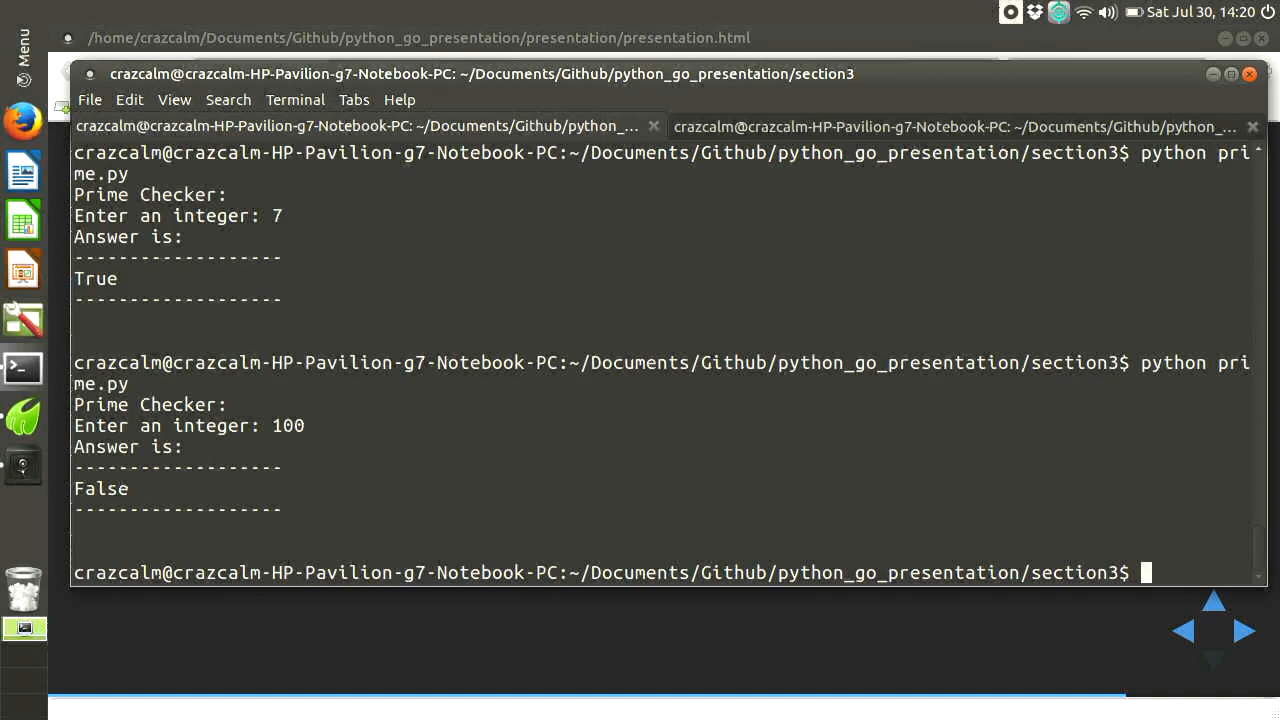 Sat Jul 30, 14:20
Menu
/home/crazcalm/Documents/Github/python_go_presentation/presentation/presentation.html
crazcalm@crazcalm-HP-Pavilion-g7-Notebook-PC: ~/Documents/Github/python_go_presentation/section3
File Edit View Search Terminal Tabs Help
crazcalm@crazcalm-HP-Pavilion-g7-Notebook-PC: ~/Documents/Github/python_... crazcalm@crazcalm-HP-Pavilion-g7-Notebook-PC: ~/Documents/Github/python_...
crazcalm@crazcalm-HP-Pavilion-g7-Notebook-PC:~/Documents/Github/python_go_presentation/section3$ python pri
me.py
Prime Checker:
Enter an integer: 7
Answer is:
-------------------
True
-------------------
crazcalm@crazcalm-HP-Pavilion-g7-Notebook-PC:~/Documents/Github/python_go_presentation/section3$ python pri
me.py
Prime Checker:
Enter an integer: 100
Answer is:
-------------------
False
-------------------
crazcalm@crazcalm-HP-Pavilion-g7-Notebook-PC:~/Documents/Github/python_go_presentation/section3$